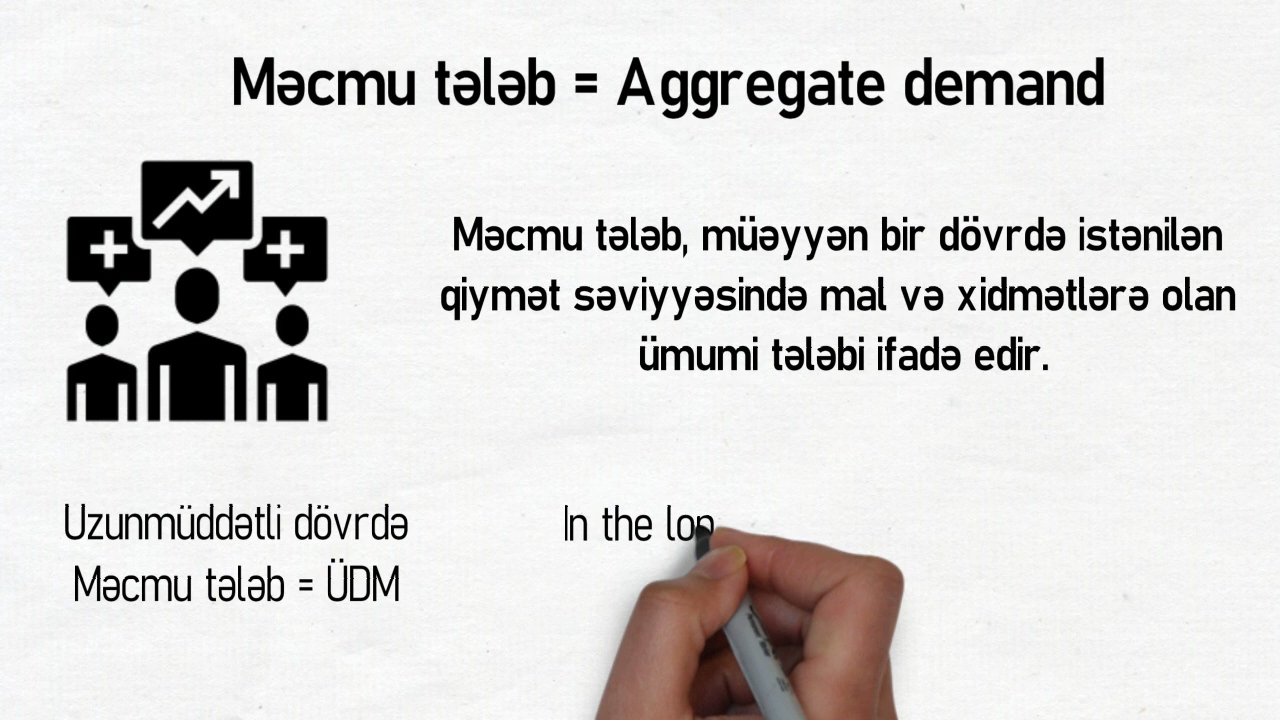 Məcmu tələb = Aggregate demand
Məcmu tələb, müəyyən bir dövrdə istənilən
qiymət səviyyəsində mal və xidmətlərə olan
ümumi tələbi ifadə edir.
Uzunmüddətli dövrdə
Məcmu tələb = ÜDM
In the